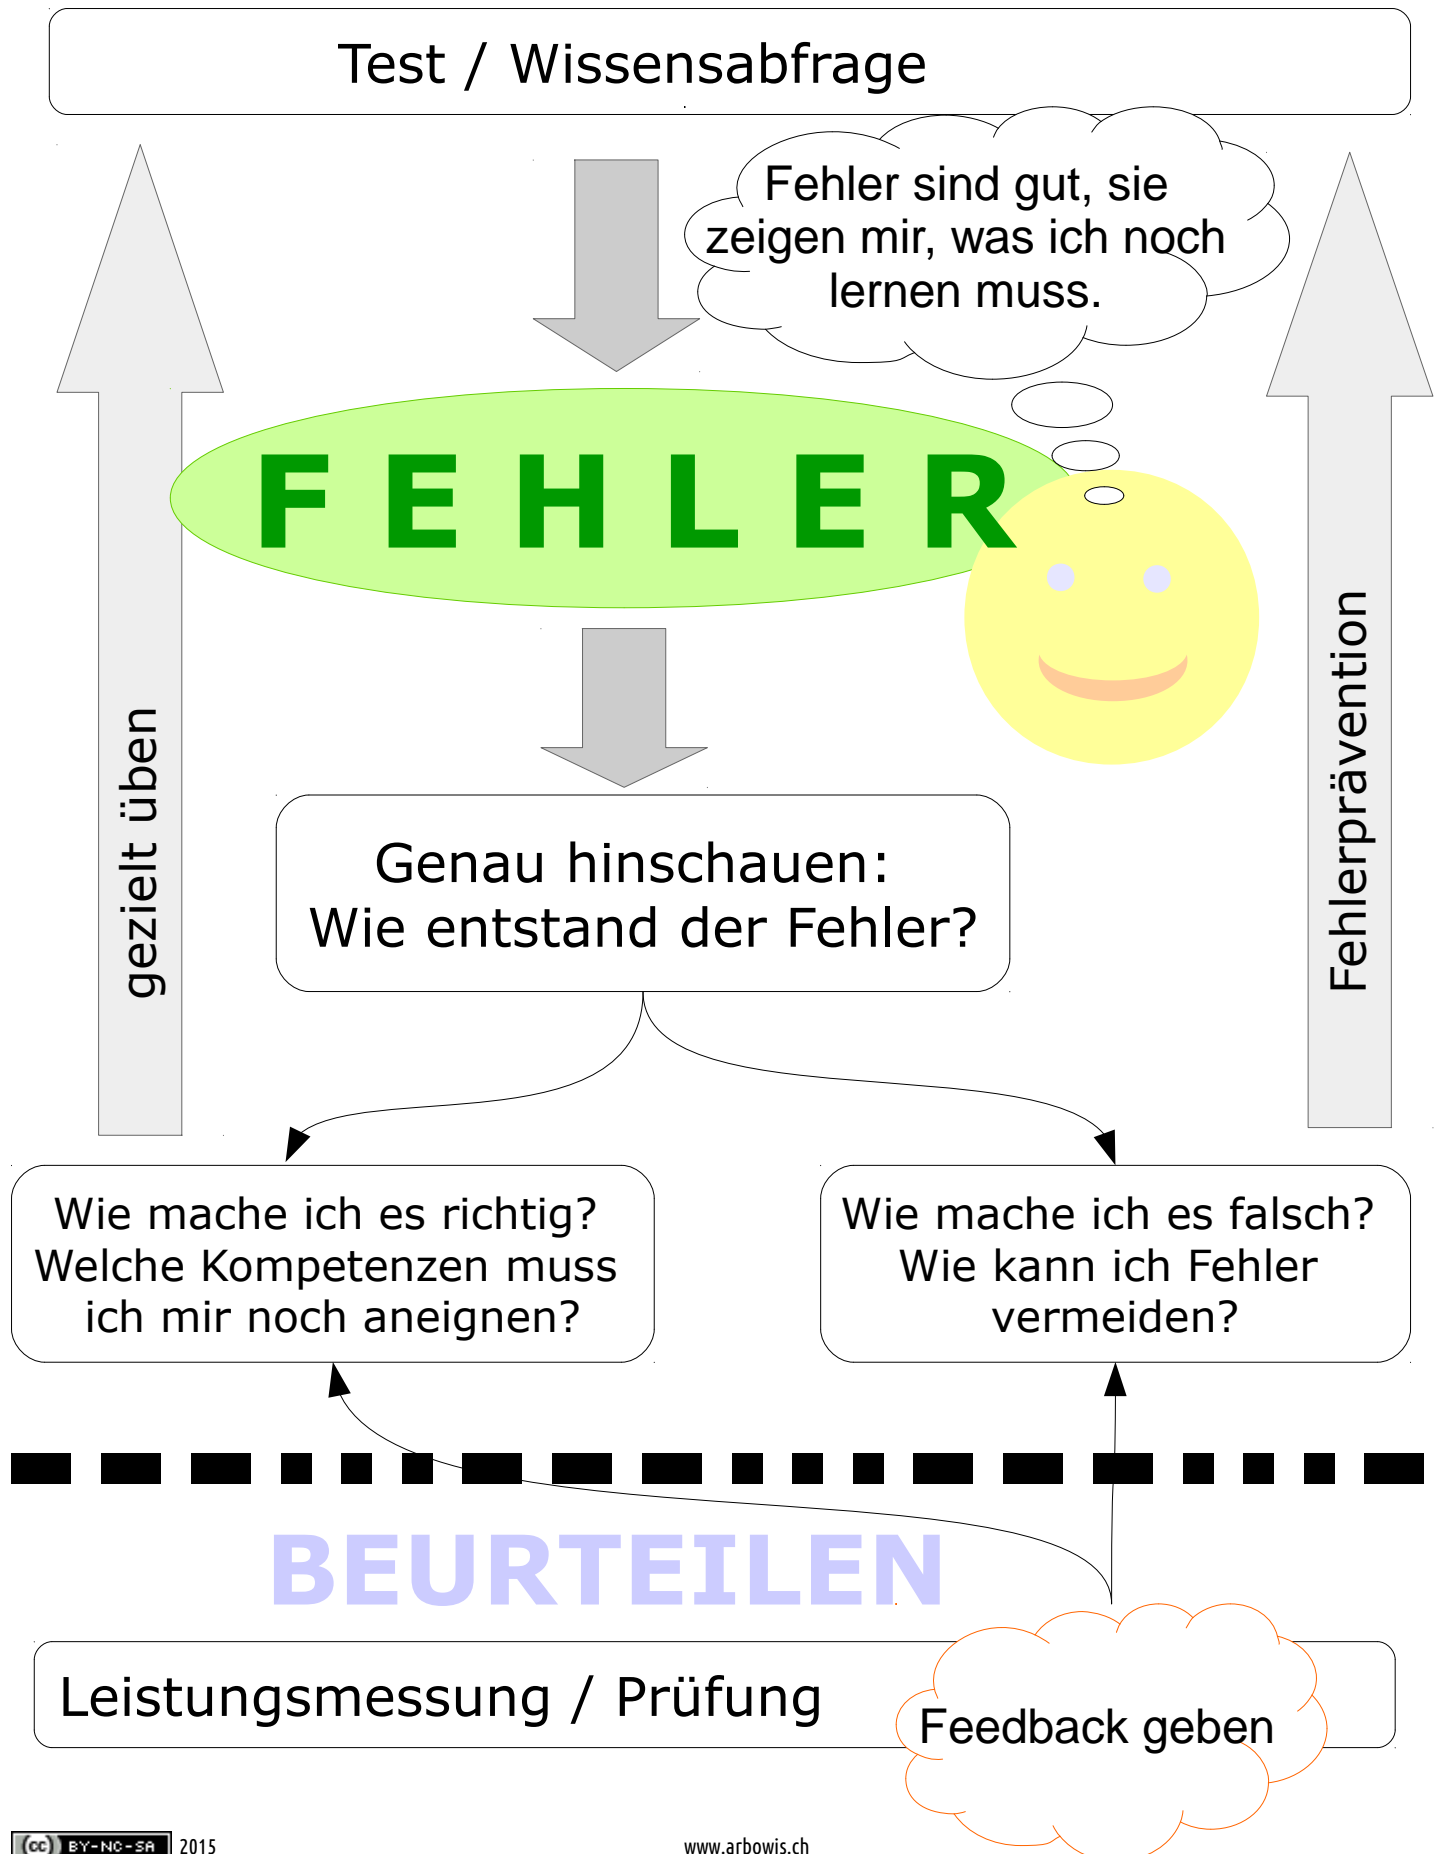 Test / Wissensabfrage
Fehler sind gut, sie
zeigen mir, was ich noch
lernen muss.
FEHLER
gezielt üben
Fehlerprävention
Genau hinschauen:
Wie entstand der Fehler?
Wie mache ich es richtig?
Welche Kompetenzen muss
ich mir noch aneignen?
Wie mache ich es falsch?
Wie kann ich Fehler
vermeiden?
BEURTEILEN
Leistungsmessung / Prüfung
Feedback geben
(cc) BY-NC-SA 2015
www.arbowis.ch